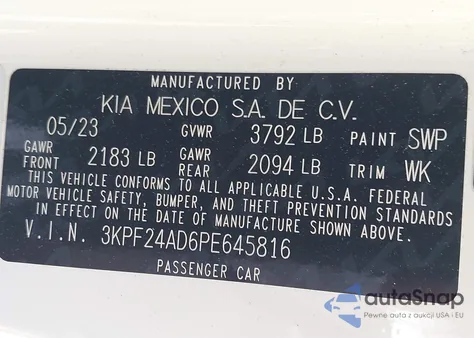 MANUFACTURED BY
KIA MEXICO S.A. DE C.V.
05/23 GVWR 3792 LB PAINT SWP
GAWR FRONT 2183 LB GAWR REAR 2094 LB TRIM WK
THIS VEHICLE CONFORMS TO ALL APPLICABLE U.S.A. FEDERAL
MOTOR VEHICLE SAFETY, BUMPER, AND THEFT PREVENTION STANDARDS
IN EFFECT ON THE DATE OF MANUFACTURE SHOWN ABOVE.
V.I.N. 3KPF24AD6PE645816
PASSENGER CAR
autaSnap
Pewne auta z aukcji USA i EU